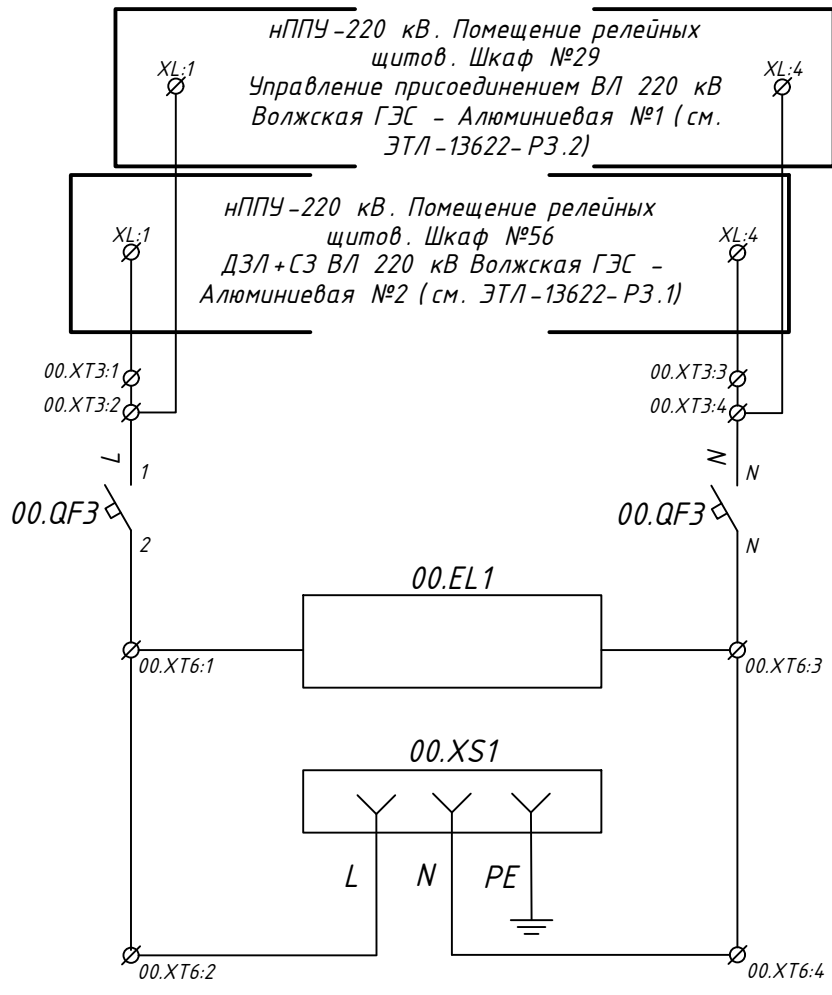 нППУ-220 кВ. Помещение релейных
щитов. Шкаф №29
XL:1
XL:4
Управление присоединением ВЛ 220 кВ
Волжская ГЭС - Алюминиевая №1 (см.
ЭТЛ-13622-РЗ.2)
нППУ-220 кВ. Помещение релейных
щитов. Шкаф №56
XL:1
XL:4
ДЗЛ+СЗ ВЛ 220 кВ Волжская ГЭС -
Алюминиевая №2 (см. ЭТЛ-13622-РЗ.1)
00.XT3:1
00.XT3:3
00.XT3:2
00.XT3:4
L
1
N
N
00.QF3
00.QF3
2
N
00.EL1
00.XT6:1
00.XT6:3
00.XS1
L
N
PE
00.XT6:2
00.XT6:4